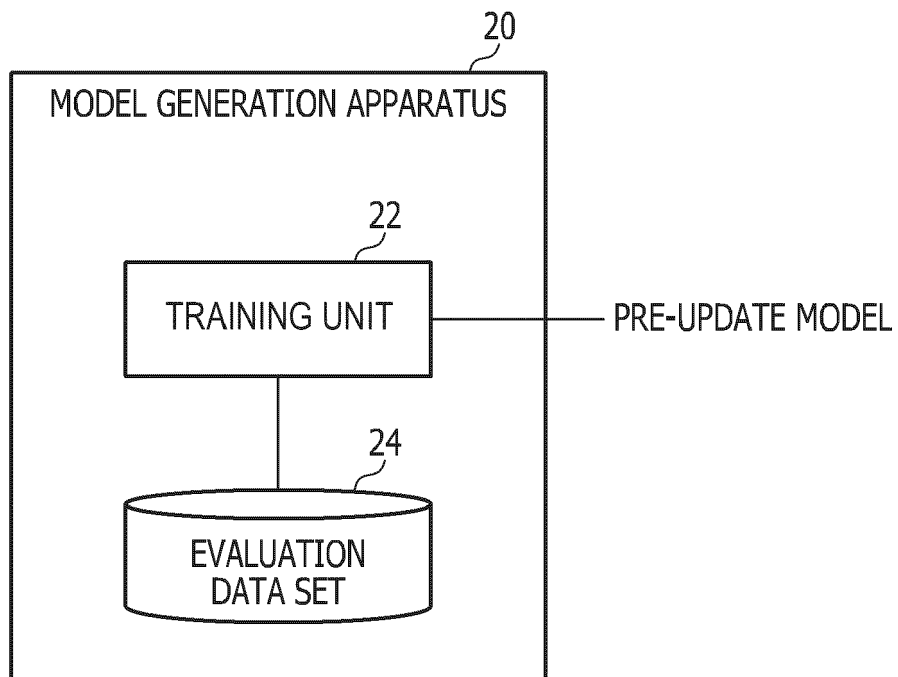 20
MODEL GENERATION APPARATUS
22
TRAINING UNIT
PRE-UPDATE MODEL
24
EVALUATION
DATA SET